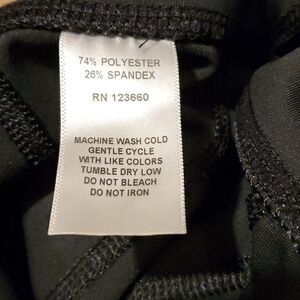 74% POLYESTER
26% SPANDEX
RN 123660
MACHINE WASH COLD
GENTLE CYCLE
WITH LIKE COLORS
TUMBLE DRY LOW
DO NOT BLEACH
DO NOT IRON